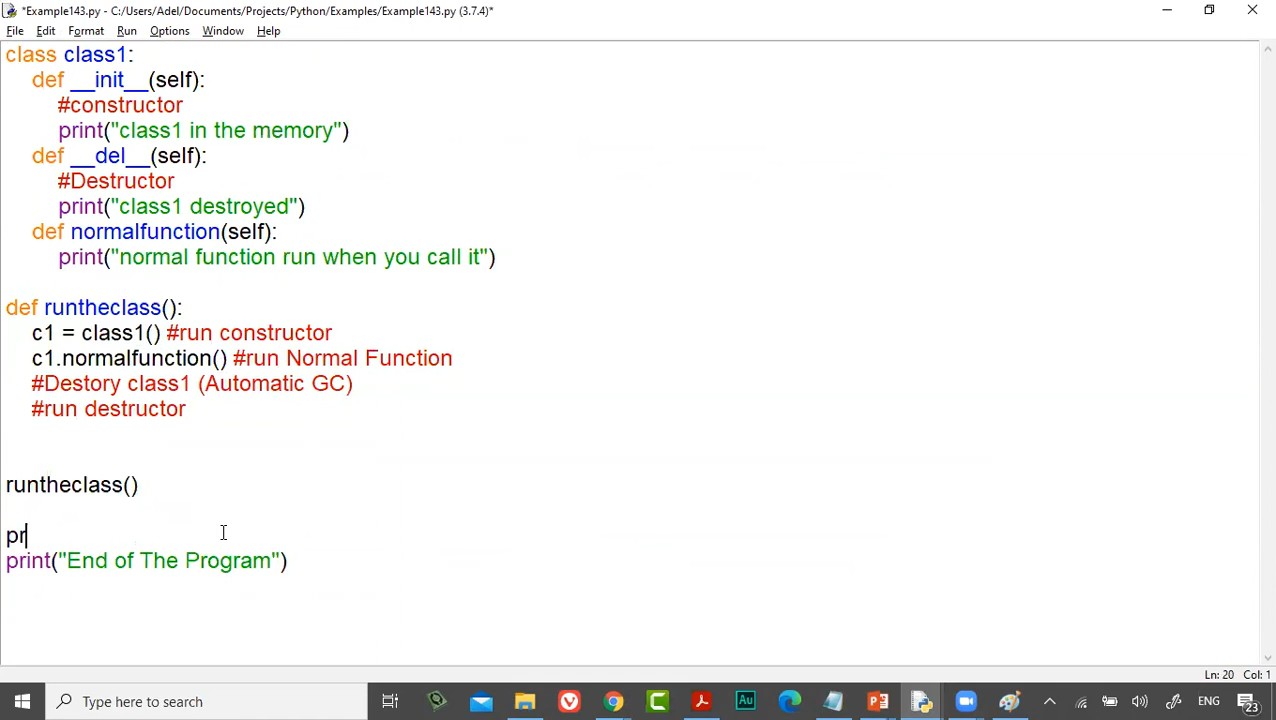 *Example143.py - C:/Users/Adel/Documents/Projects/Python/Examples/Example143.py (3.7.4)*
File Edit Format Run Options Window Help
class class1:
def __init__(self):
#constructor
print("class1 in the memory")
def __del__(self):
#Destructor
print("class1 destroyed")
def normalfunction(self):
print("normal function run when you call it")
def runtheclass():
c1 = class1() #run constructor
c1.normalfunction() #run Normal Function
#Destory class1 (Automatic GC)
#run destructor
runtheclass()
pr
print("End of The Program")
Ln: 20 Col: 1
Type here to search
Au
ENG
23